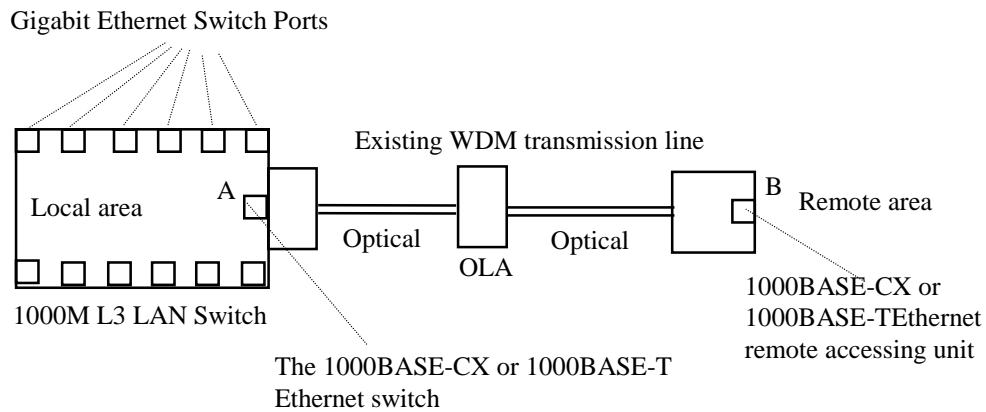 Gigabit Ethernet Switch Ports
Existing WDM transmission line
Local area
A
B
Remote area
Optical
Optical
OLA
1000M L3 LAN Switch
1000BASE-CX or
1000BASE-TEthernet
remote accessing unit
The 1000BASE-CX or 1000BASE-T
Ethernet switch